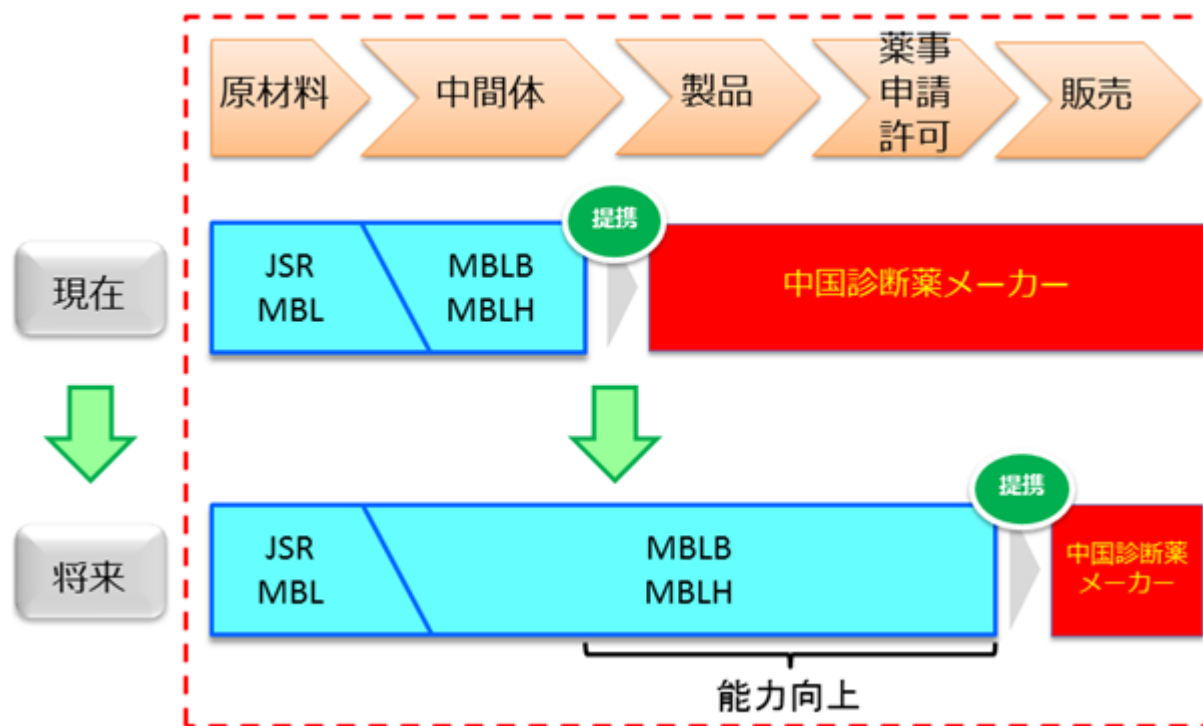 原材料
中間体
製品
薬事
申請
許可
販売
現在
JSR
MBL
MBLB
MBLH
提携
中国診断薬メーカー
将来
JSR
MBL
MBLB
MBLH
提携
中国診断薬
メーカー
能力向上